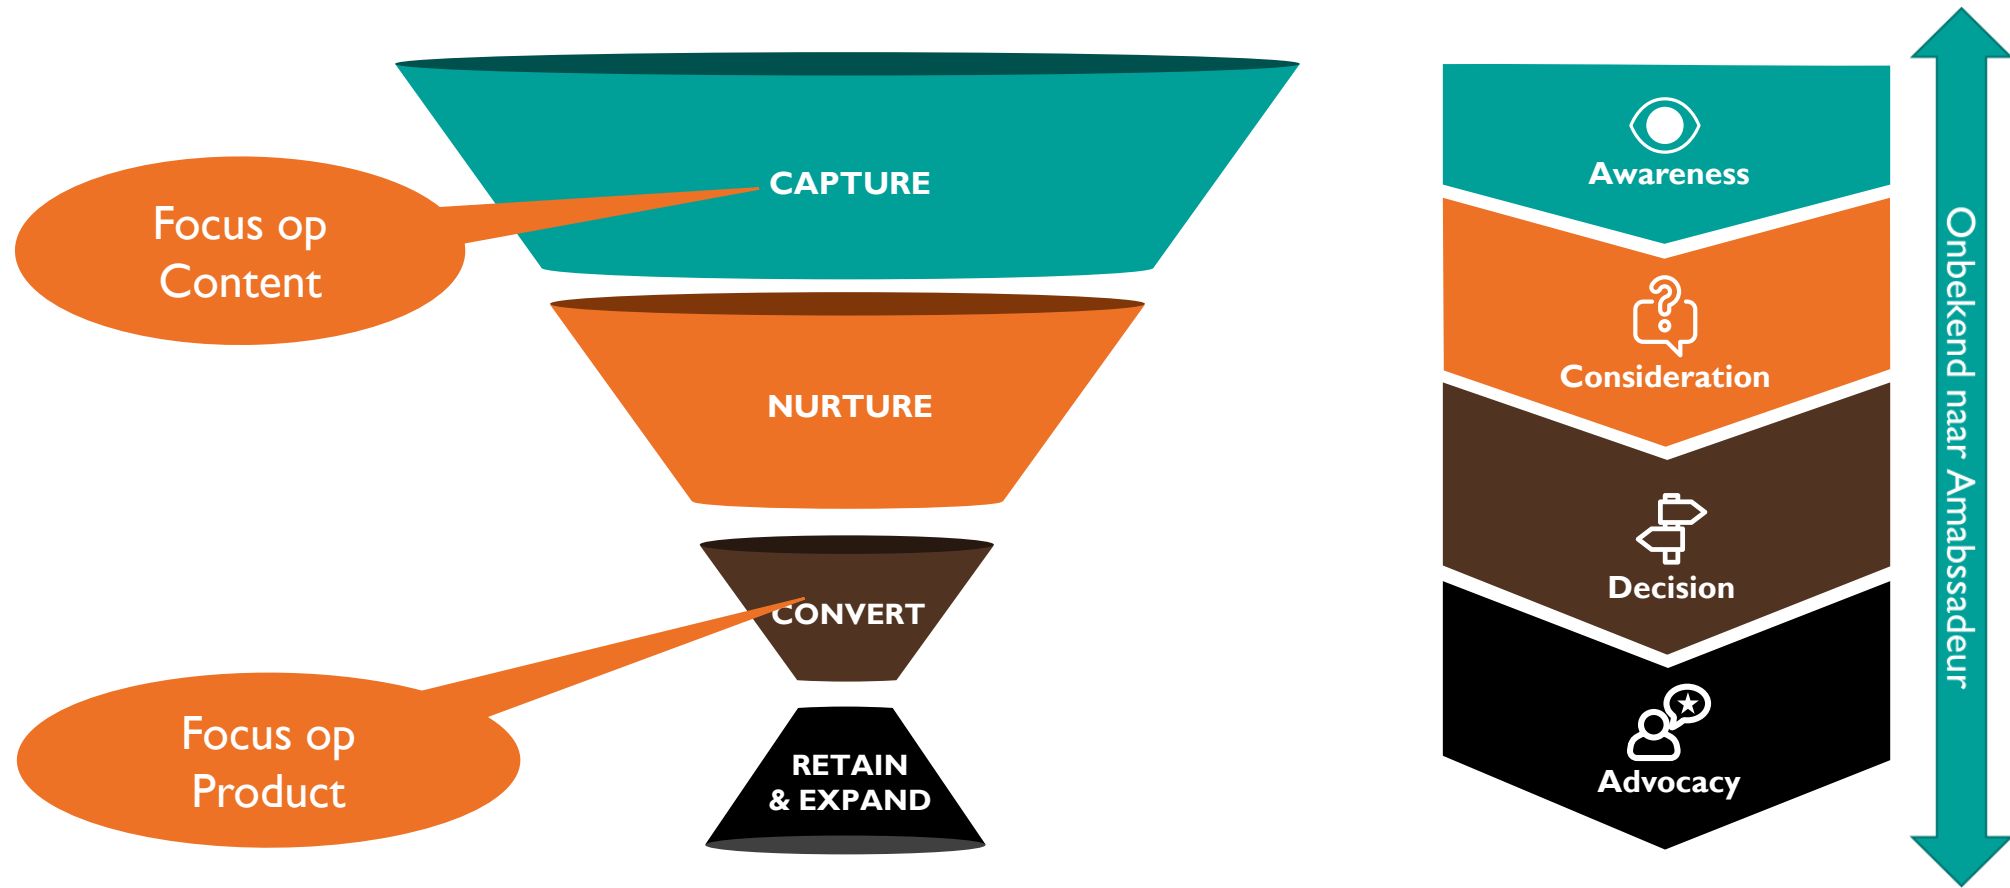 Focus op
Content
CAPTURE
NURTURE
CONVERT
Focus op
Product
RETAIN
& EXPAND
Awareness
Consideration
Decision
Advocacy
Onbekend naar Amabssadeur